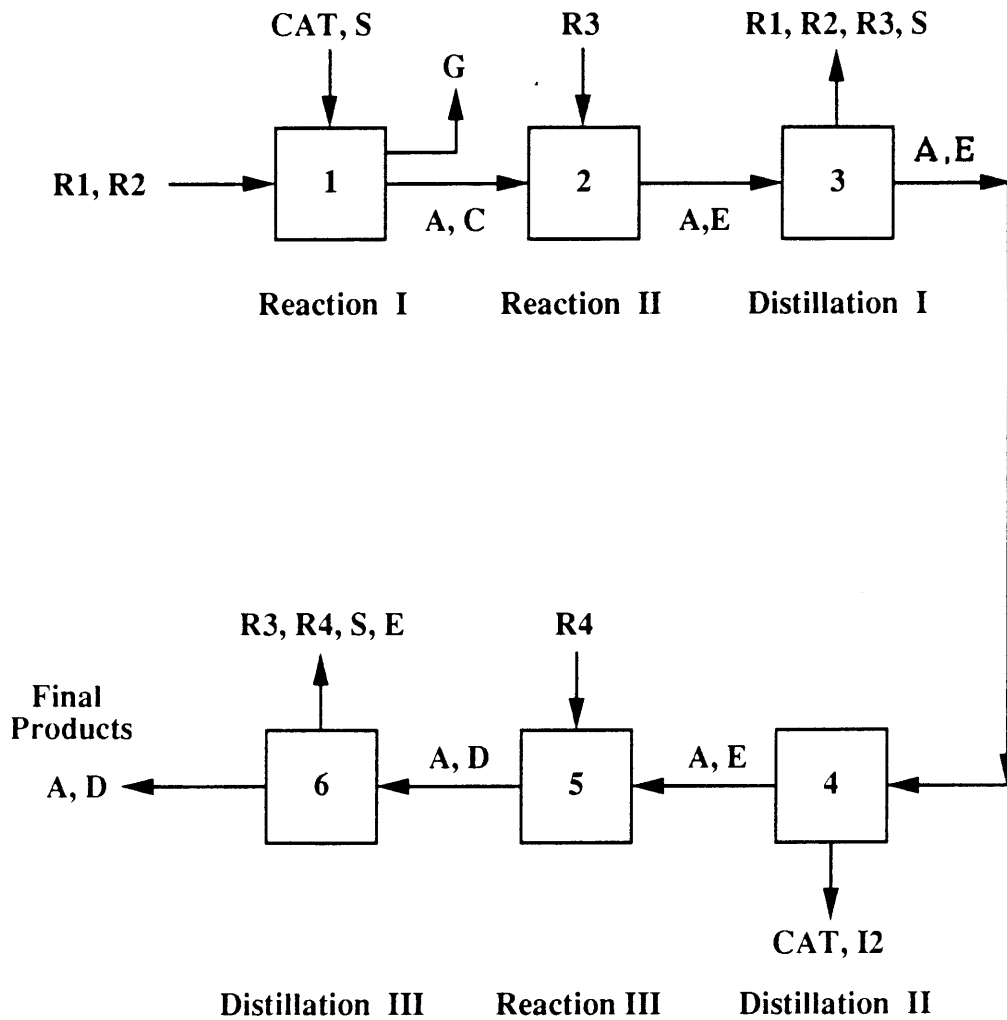 CAT, S
R3
R1, R2, R3, S
G
R1, R2
1
2
3
A, E
A, C
A,E
Reaction I
Reaction II
Distillation I
R3, R4, S, E
R4
Final
Products
A, D
6
A, D
5
A, E
4
CAT, I2
Distillation III
Reaction III
Distillation II